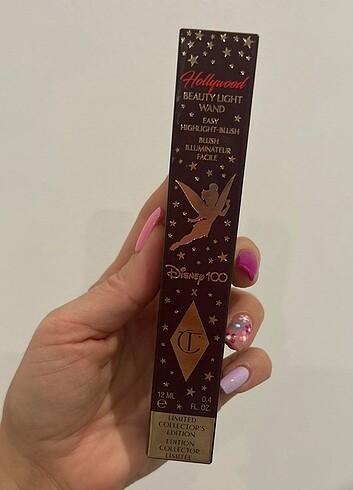 Hollywood
BEAUTY LIGHT
WAND
EASY
HIGHLIGHT-BLUSH
BLUSH
ILLUMINATEUR
FACILE
Disney100
X
CT
12 ML 0.4
e FL. OZ.
LIMITED
COLLECTOR'S
EDITION
EDITION
COLLECTOR
LIMITÉE